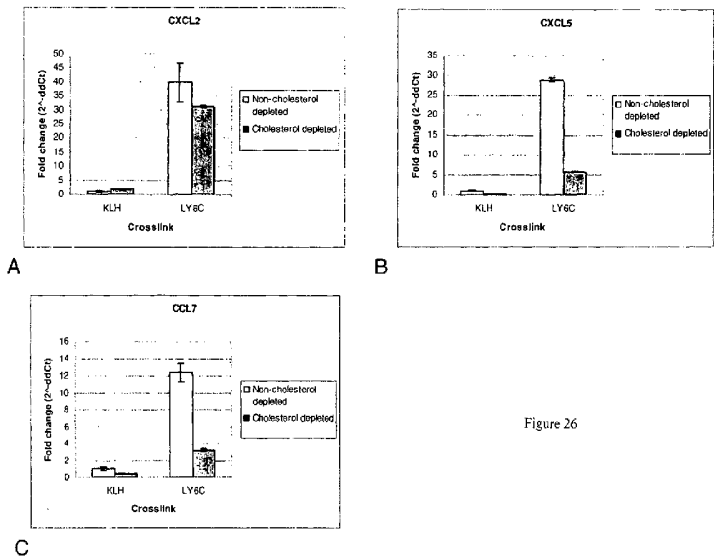 CXCL2
Fold change (2^-ddCt)
50
45
40
35
30
25
20
15
10
5
0
KLH LY6C
Crosslink
Non-cholesterol depleted
Cholesterol depleted
A
CXCL5
Fold change (2^-ddCt)
35
30
25
20
15
10
5
0
KLH LY6C
Crosslink
Non-cholesterol depleted
Cholesterol depleted
B
CCL7
Fold change (2^-ddCt)
16
14
12
10
8
6
4
2
0
KLH LY6C
Crosslink
Non-cholesterol depleted
Cholesterol depleted
C
Figure 26